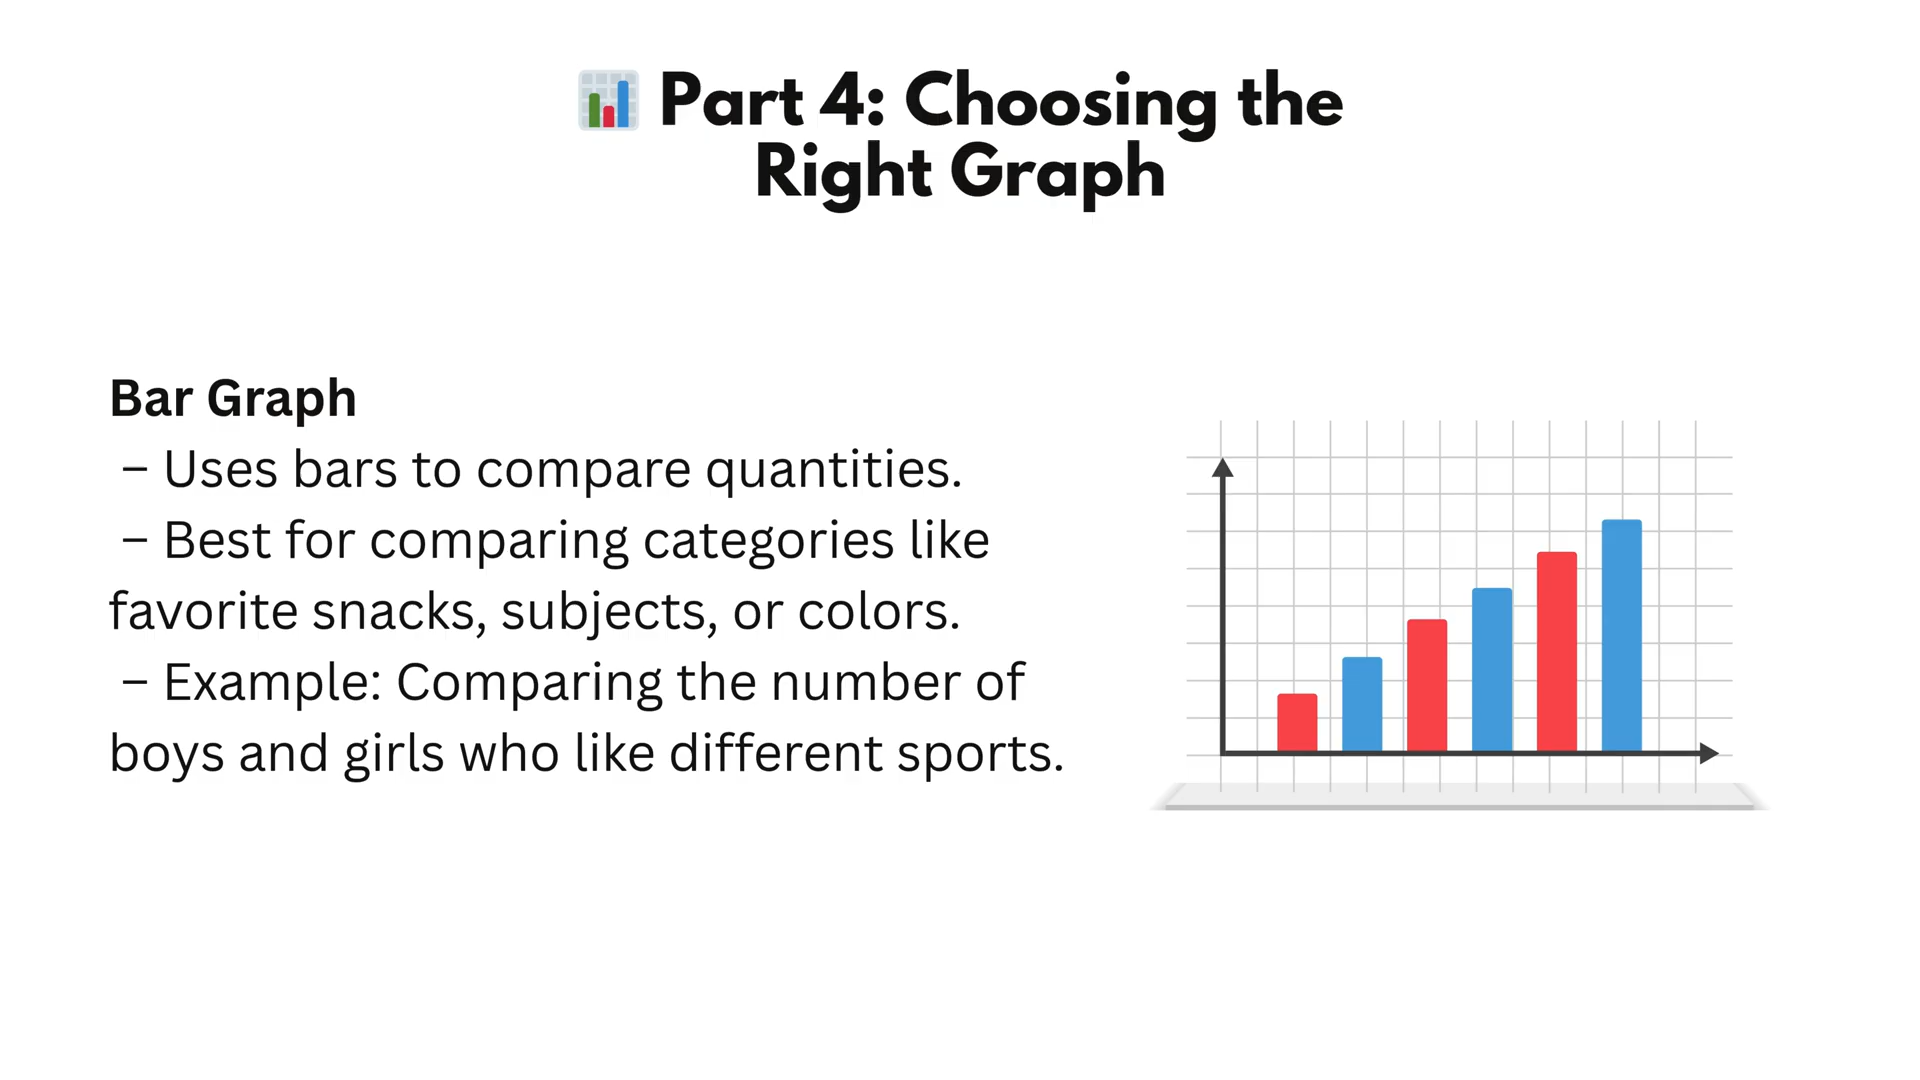 📊 Part 4: Choosing the
Right Graph
Bar Graph
– Uses bars to compare quantities.
– Best for comparing categories like
favorite snacks, subjects, or colors.
– Example: Comparing the number of
boys and girls who like different sports.